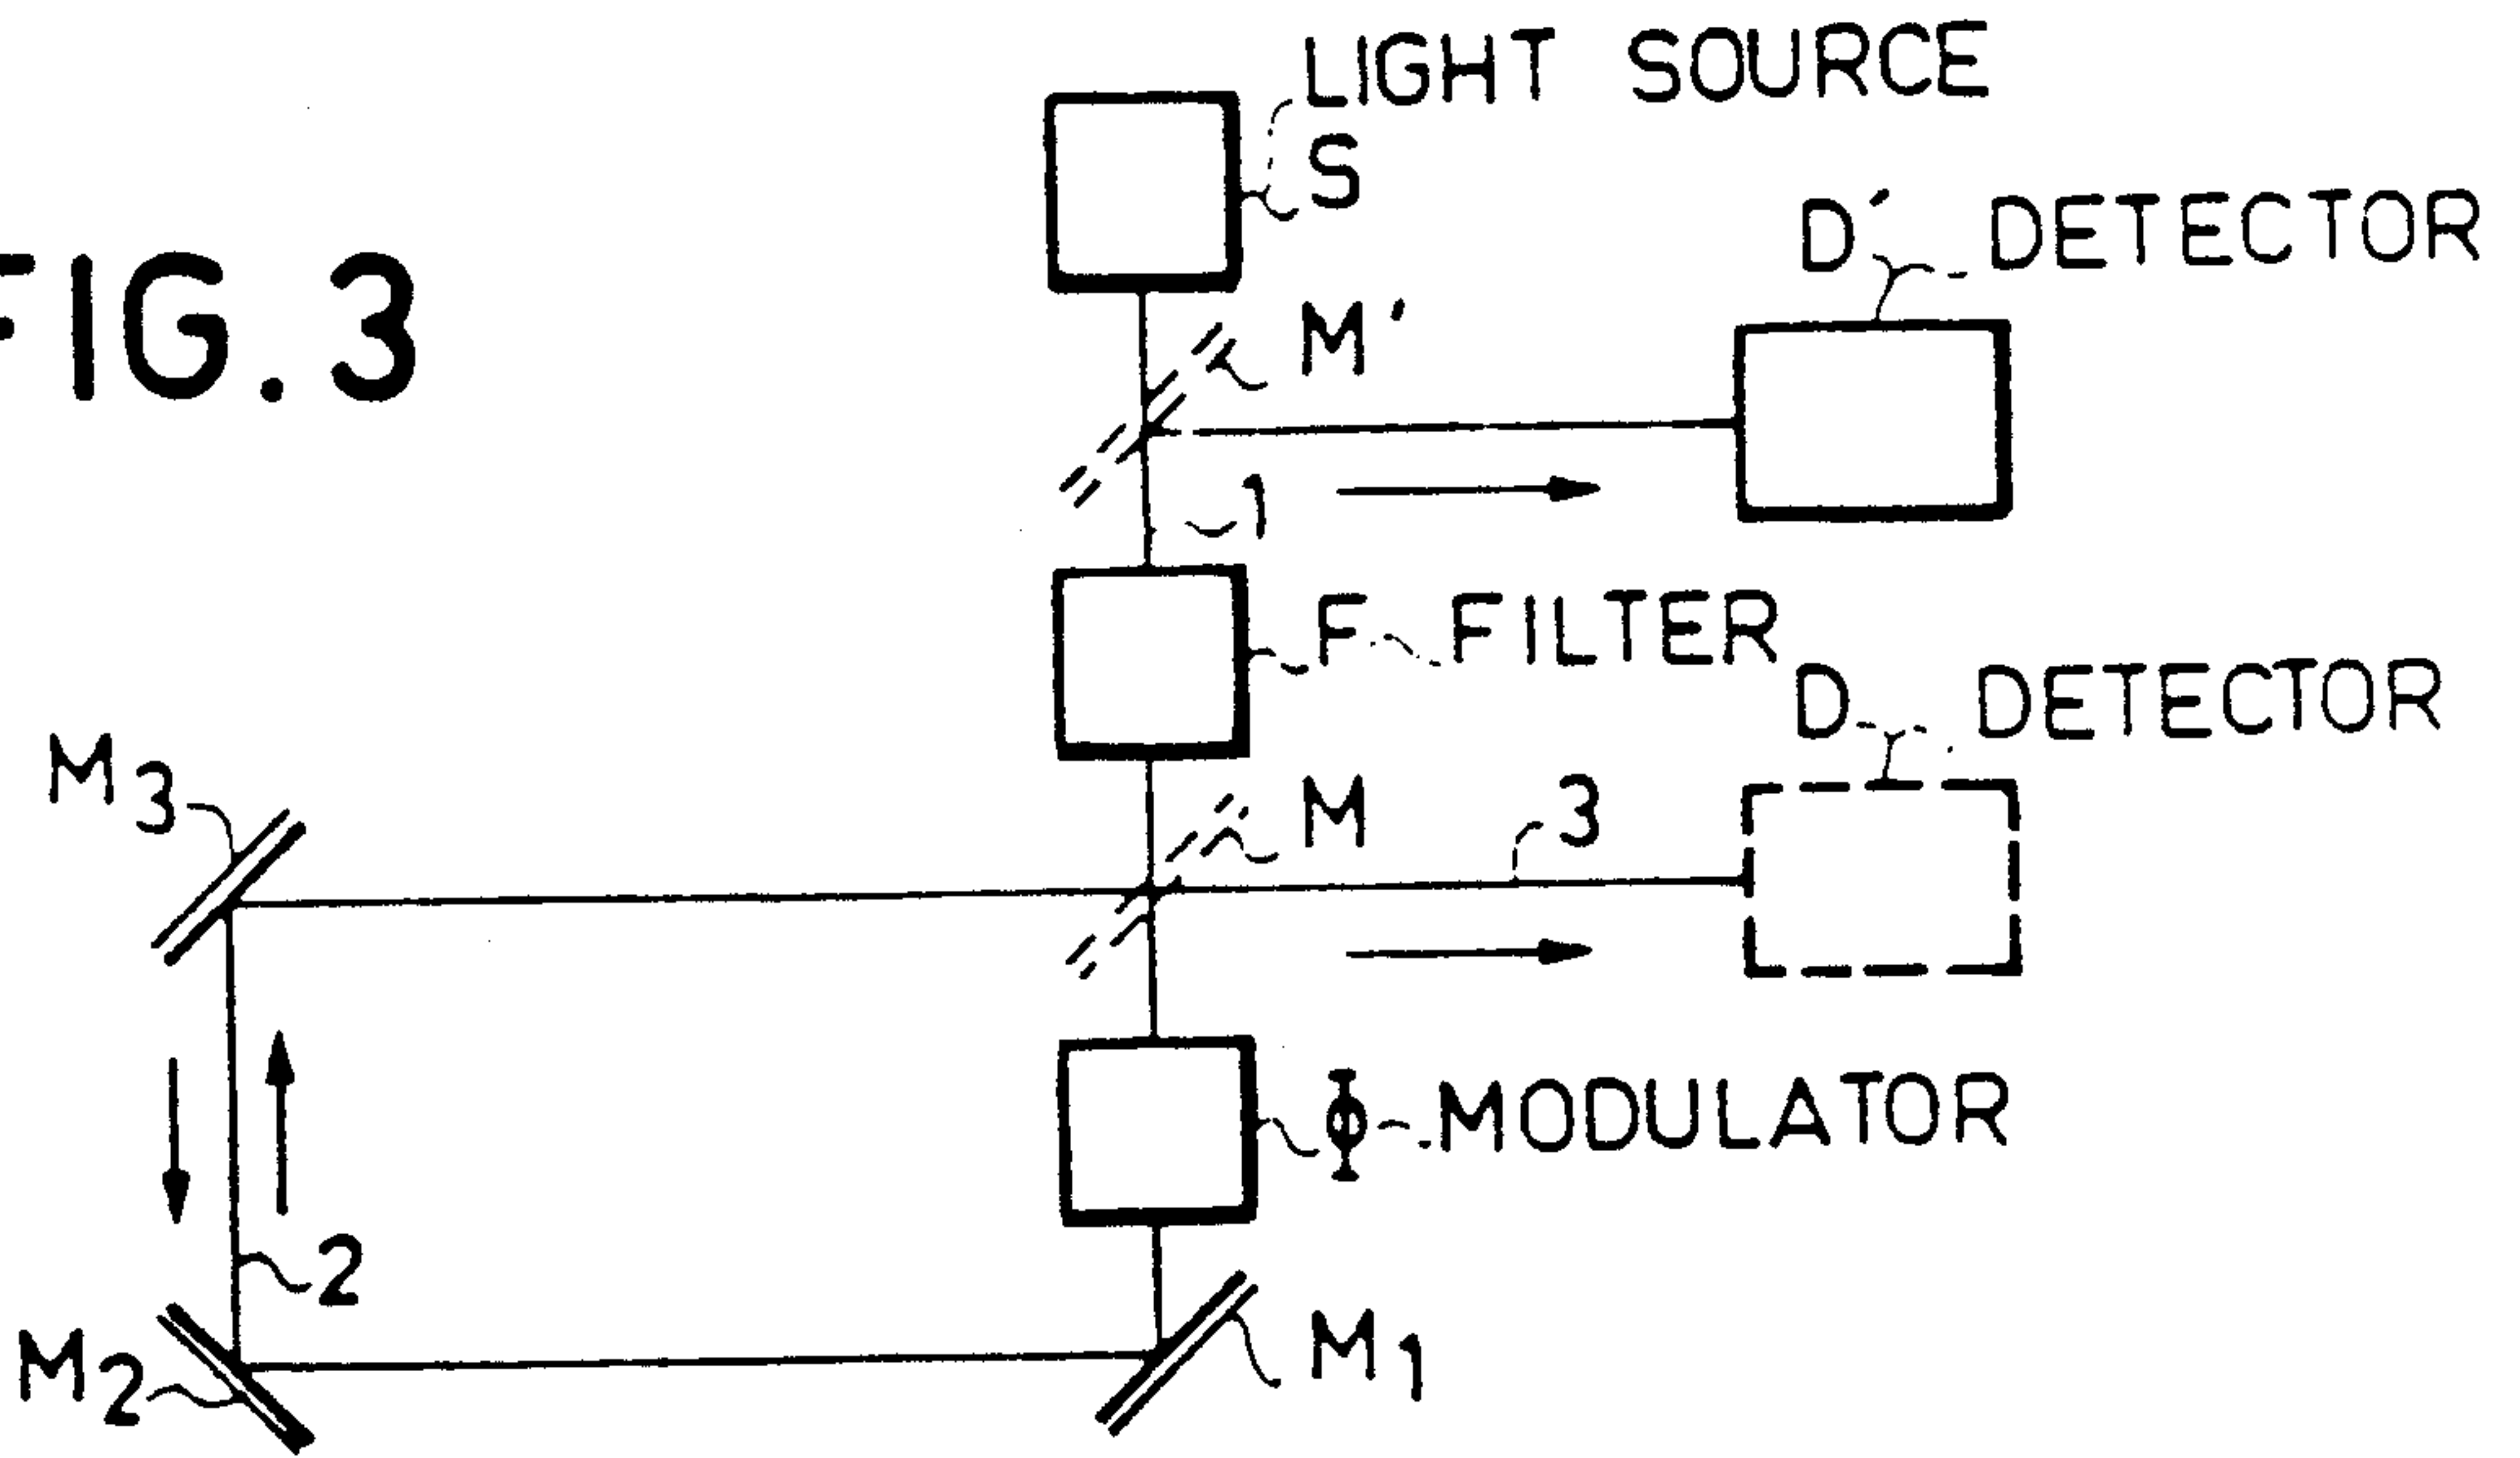 LIGHT SOURCE
S
D' DETECTOR
FIG.3
M'
1
F FILTER
D DETECTOR
M3
M
3
Φ MODULATOR
2
M2
M1